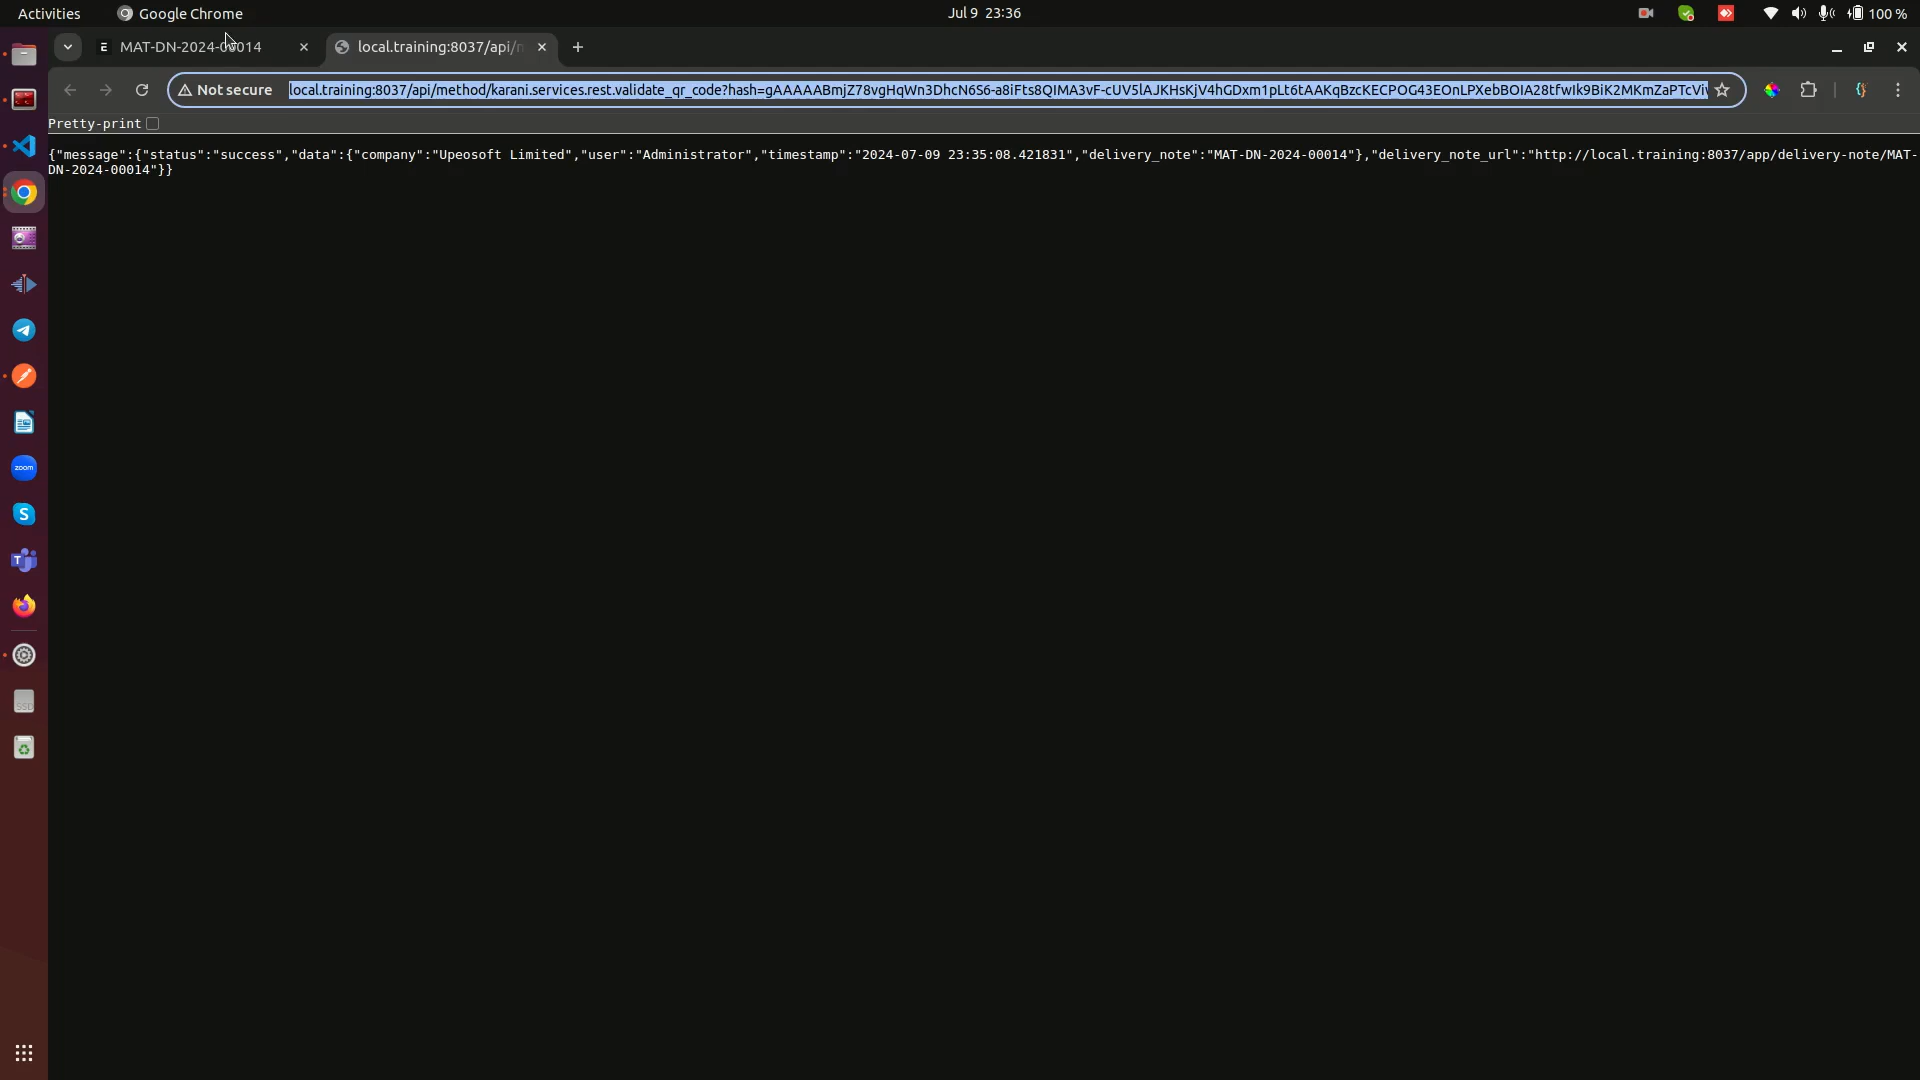 Activities
Google Chrome
Jul 9 23:36
100 %
E MAT-DN-2024-00014
local.training:8037/api/
Not secure
local.training:8037/api/method/karani.services.rest.validate_qr_code?hash=gAAAAABmjZ78vgHqWn3DhcN6S6-a8iFts8QIMA3vF-cUV5lAJKHsKjV4hGDxm1pLt6tAAKqBzcKECPOG43EOnLPXebBOIA28tfwIk9BiK2MKmZaPTcVi
Pretty-print
{"message":{"status":"success","data":{"company":"Upeosoft Limited","user":"Administrator","timestamp":"2024-07-09 23:35:08.421831","delivery_note":"MAT-DN-2024-00014"},"delivery_note_url":"http://local.training:8037/app/delivery-note/MAT-
DN-2024-00014"}}
zoom
S
T
SSD